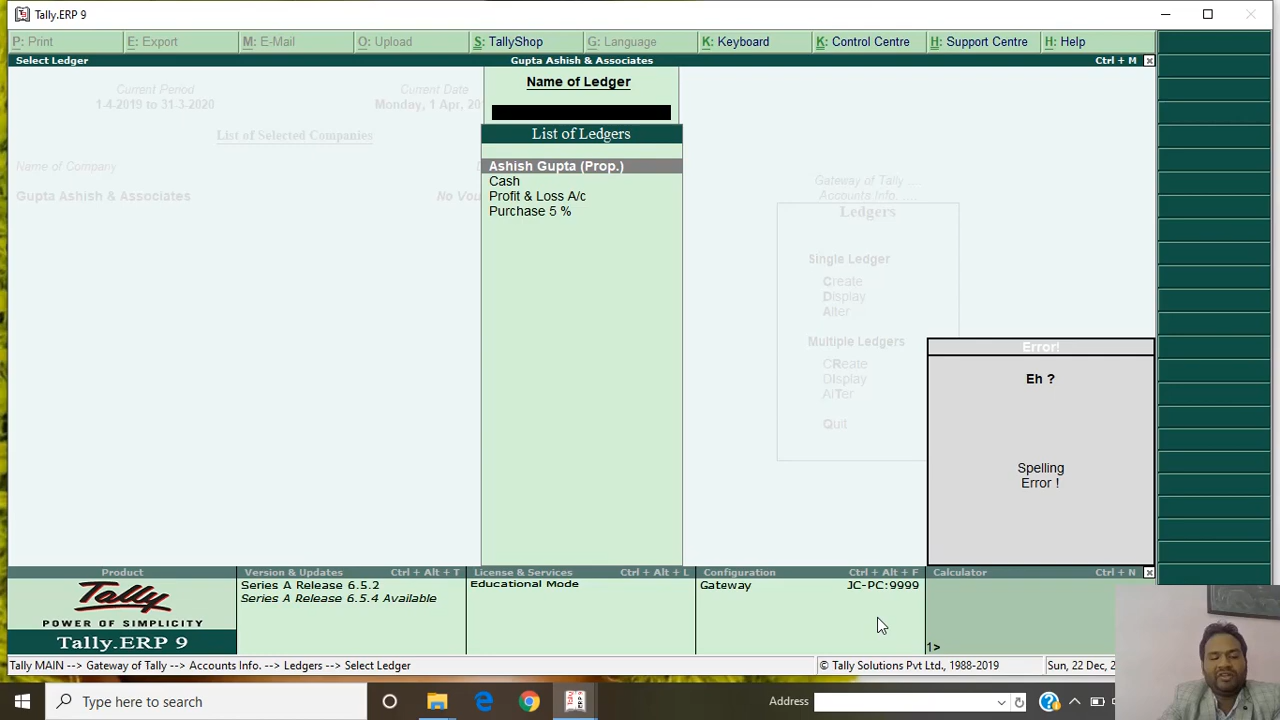 Tally.ERP 9
P: Print E: Export M: E-Mail O: Upload S: TallyShop G: Language K: Keyboard K: Control Centre H: Support Centre H: Help
Select Ledger Gupta Ashish & Associates Ctrl + M
Current Period
1-4-2019 to 31-3-2020
Current Date
Monday, 1 Apr, 20
List of Selected Companies
Name of Company
Gupta Ashish & Associates No Vou
Name of Ledger
List of Ledgers
Ashish Gupta (Prop.)
Cash
Profit & Loss A/c
Purchase 5 %
Gateway of Tally ...
Accounts Info. ....
Ledgers
Single Ledger
Create
Display
Alter
Multiple Ledgers
CReate
DIsplay
AlTer
Quit
Error!
Eh ?
Spelling
Error !
Product
Tally
POWER OF SIMPLICITY
Tally.ERP 9
Version & Updates Ctrl + Alt + T
Series A Release 6.5.2
Series A Release 6.5.4 Available
License & Services Ctrl + Alt + L
Educational Mode
Configuration Ctrl + Alt + F
Gateway JC-PC:9999
Calculator Ctrl + N
1>
Tally MAIN --> Gateway of Tally --> Accounts Info. --> Ledgers --> Select Ledger © Tally Solutions Pvt Ltd., 1988-2019 Sun, 22 Dec, 2
Type here to search
Address